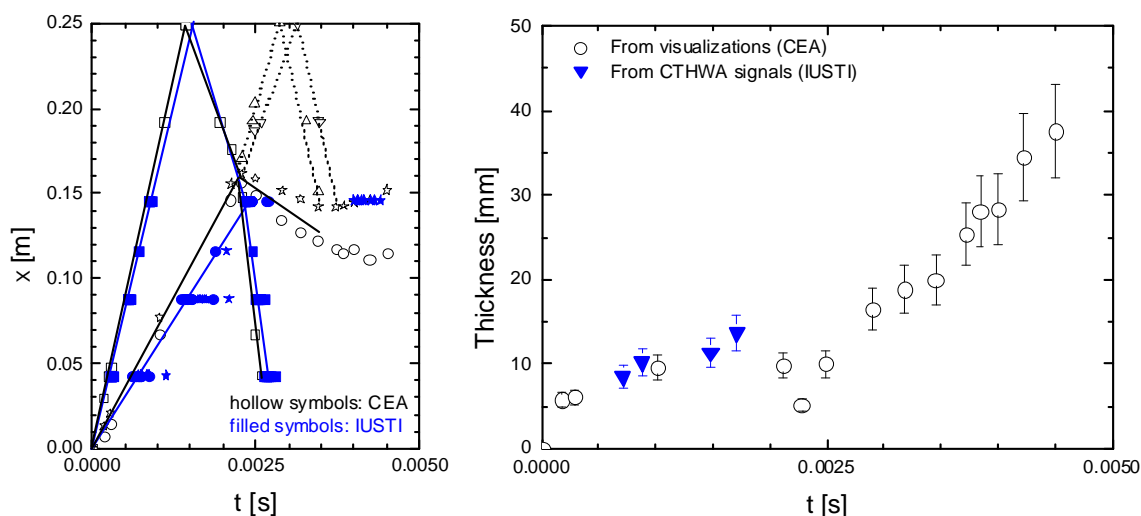 0.25
0.20
0.15
0.10
0.05
0.00
x [m]
hollow symbols: CEA
filled symbols: IUSTI
0.0000
0.0025
0.0050
t [s]
50
40
30
20
10
0
Thickness [mm]
From visualizations (CEA)
From CTHWA signals (IUSTI)
0.0000
0.0025
0.0050
t [s]